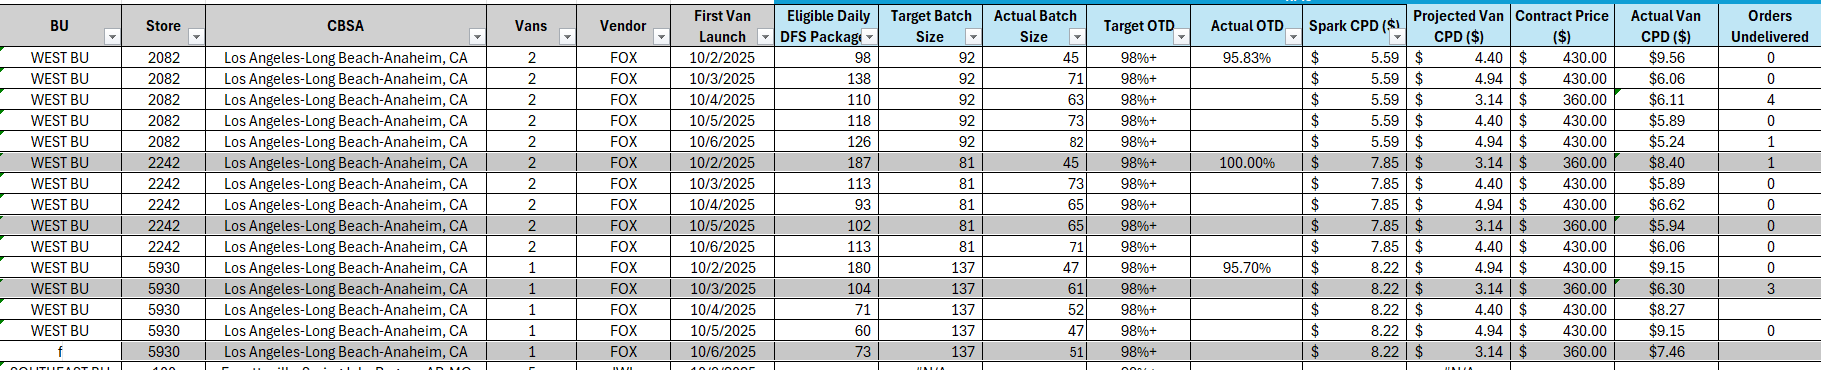 BU Store CBSA Vans Vendor First Van Launch Eligible Daily DFS Packag Target Batch Size Actual Batch Size Target OTD Actual OTD Spark CPD ($) Projected Van CPD ($) Contract Price ($) Actual Van CPD ($) Orders Undelivered
WEST BU 2082 Los Angeles-Long Beach-Anaheim, CA 2 FOX 10/2/2025 98 92 45 98%+ 95.83% $ 5.59 $ 4.40 $ 430.00 $9.56 0
WEST BU 2082 Los Angeles-Long Beach-Anaheim, CA 2 FOX 10/3/2025 138 92 71 98%+ $ 5.59 $ 4.94 $ 430.00 $6.06 0
WEST BU 2082 Los Angeles-Long Beach-Anaheim, CA 2 FOX 10/4/2025 110 92 63 98%+ $ 5.59 $ 3.14 $ 360.00 $6.11 4
WEST BU 2082 Los Angeles-Long Beach-Anaheim, CA 2 FOX 10/5/2025 118 92 73 98%+ $ 5.59 $ 4.40 $ 430.00 $5.89 0
WEST BU 2082 Los Angeles-Long Beach-Anaheim, CA 2 FOX 10/6/2025 126 92 82 98%+ $ 5.59 $ 4.94 $ 430.00 $5.24 1
WEST BU 2242 Los Angeles-Long Beach-Anaheim, CA 2 FOX 10/2/2025 187 81 45 98%+ 100.00% $ 7.85 $ 3.14 $ 360.00 $8.40 1
WEST BU 2242 Los Angeles-Long Beach-Anaheim, CA 2 FOX 10/3/2025 113 81 73 98%+ $ 7.85 $ 4.40 $ 430.00 $5.89 0
WEST BU 2242 Los Angeles-Long Beach-Anaheim, CA 2 FOX 10/4/2025 93 81 65 98%+ $ 7.85 $ 4.94 $ 430.00 $6.62 0
WEST BU 2242 Los Angeles-Long Beach-Anaheim, CA 2 FOX 10/5/2025 102 81 65 98%+ $ 7.85 $ 3.14 $ 360.00 $5.94 0
WEST BU 2242 Los Angeles-Long Beach-Anaheim, CA 2 FOX 10/6/2025 113 81 71 98%+ $ 7.85 $ 4.40 $ 430.00 $6.06 0
WEST BU 5930 Los Angeles-Long Beach-Anaheim, CA 1 FOX 10/2/2025 180 137 47 98%+ 95.70% $ 8.22 $ 4.94 $ 430.00 $9.15 0
WEST BU 5930 Los Angeles-Long Beach-Anaheim, CA 1 FOX 10/3/2025 104 137 61 98%+ $ 8.22 $ 3.14 $ 360.00 $6.30 3
WEST BU 5930 Los Angeles-Long Beach-Anaheim, CA 1 FOX 10/4/2025 71 137 52 98%+ $ 8.22 $ 4.40 $ 430.00 $8.27
WEST BU 5930 Los Angeles-Long Beach-Anaheim, CA 1 FOX 10/5/2025 60 137 47 98%+ $ 8.22 $ 4.94 $ 430.00 $9.15 0
f 5930 Los Angeles-Long Beach-Anaheim, CA 1 FOX 10/6/2025 73 137 51 98%+ $ 8.22 $ 3.14 $ 360.00 $7.46